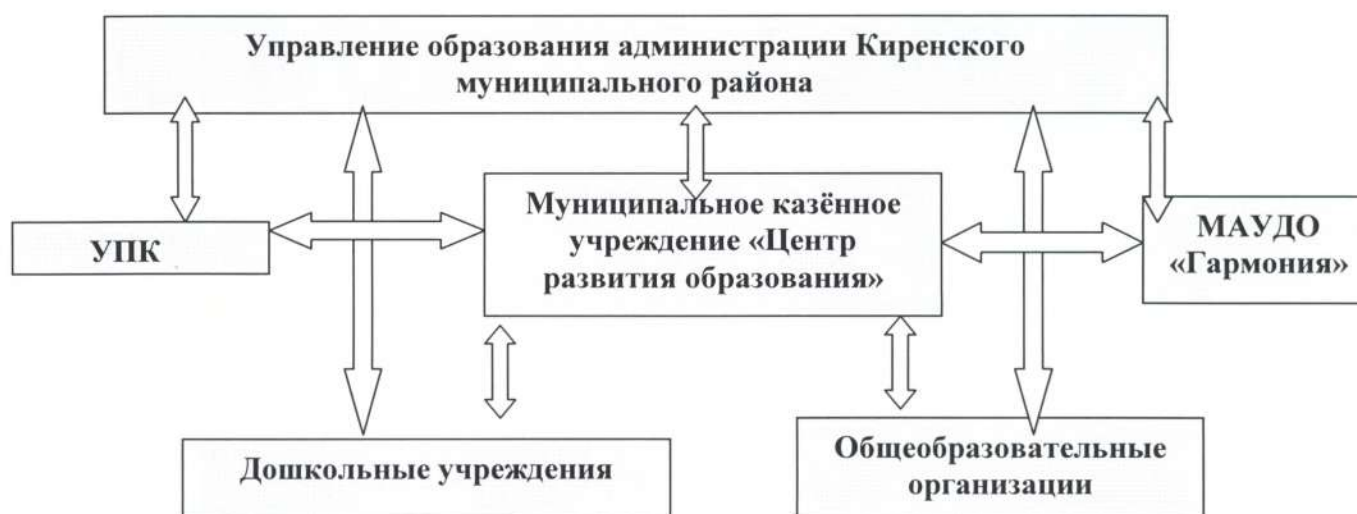 Управление образования администрации Киренского
муниципального района
Муниципальное казённое
учреждение «Центр
развития образования»
УПК
МАУДО
«Гармония»
Дошкольные учреждения
Общеобразовательные
организации